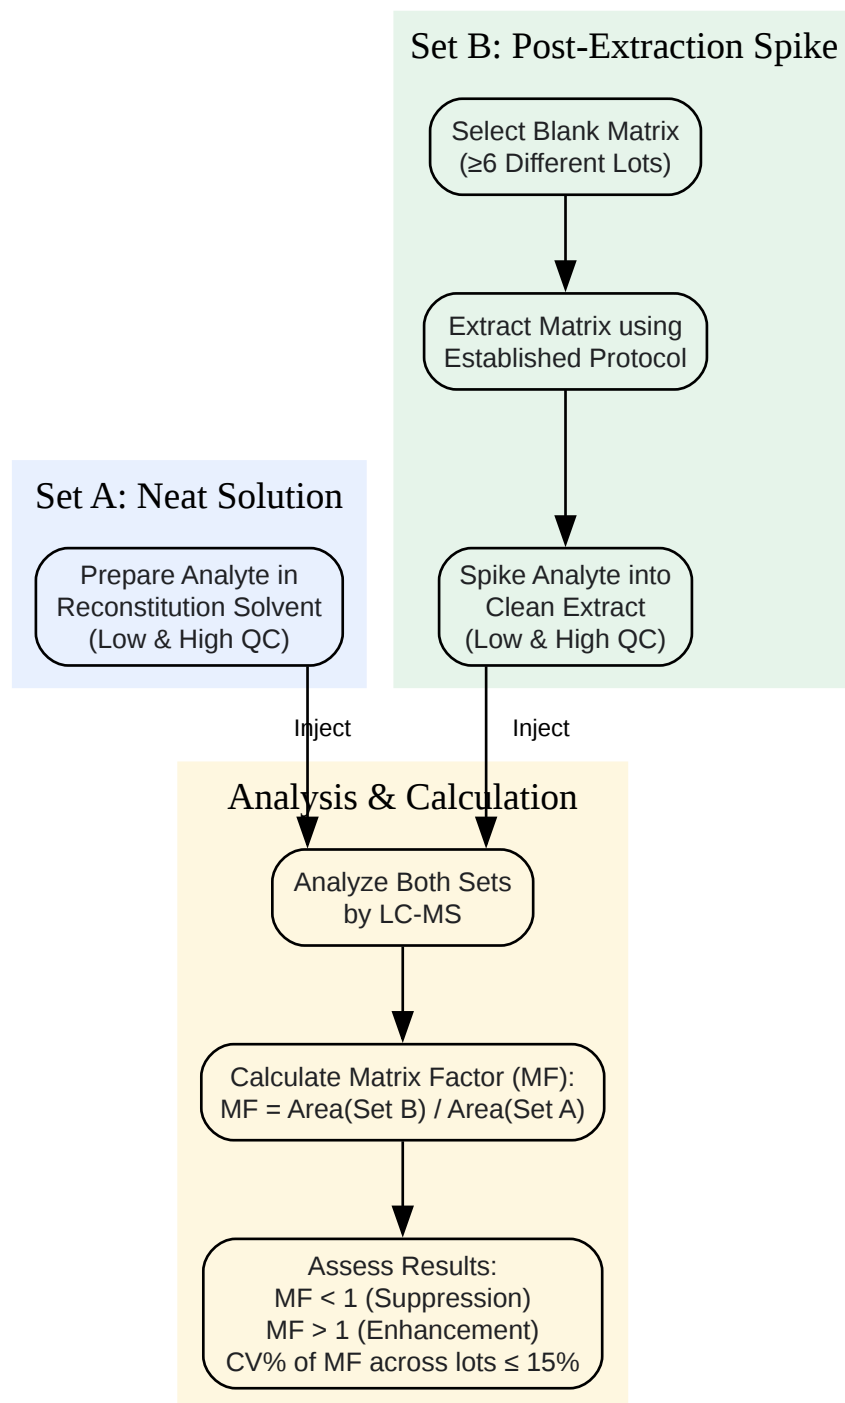 Set B: Post-Extraction Spike
Select Blank Matrix
(≥6 Different Lots)
Extract Matrix using
Established Protocol
Set A: Neat Solution
Prepare Analyte in
Reconstitution Solvent
(Low & High QC)
Spike Analyte into
Clean Extract
(Low & High QC)
Inject
Inject
Analysis & Calculation
Analyze Both Sets
by LC-MS
Calculate Matrix Factor (MF):
MF = Area(Set B) / Area(Set A)
Assess Results:
MF < 1 (Suppression)
MF > 1 (Enhancement)
CV% of MF across lots ≤ 15%